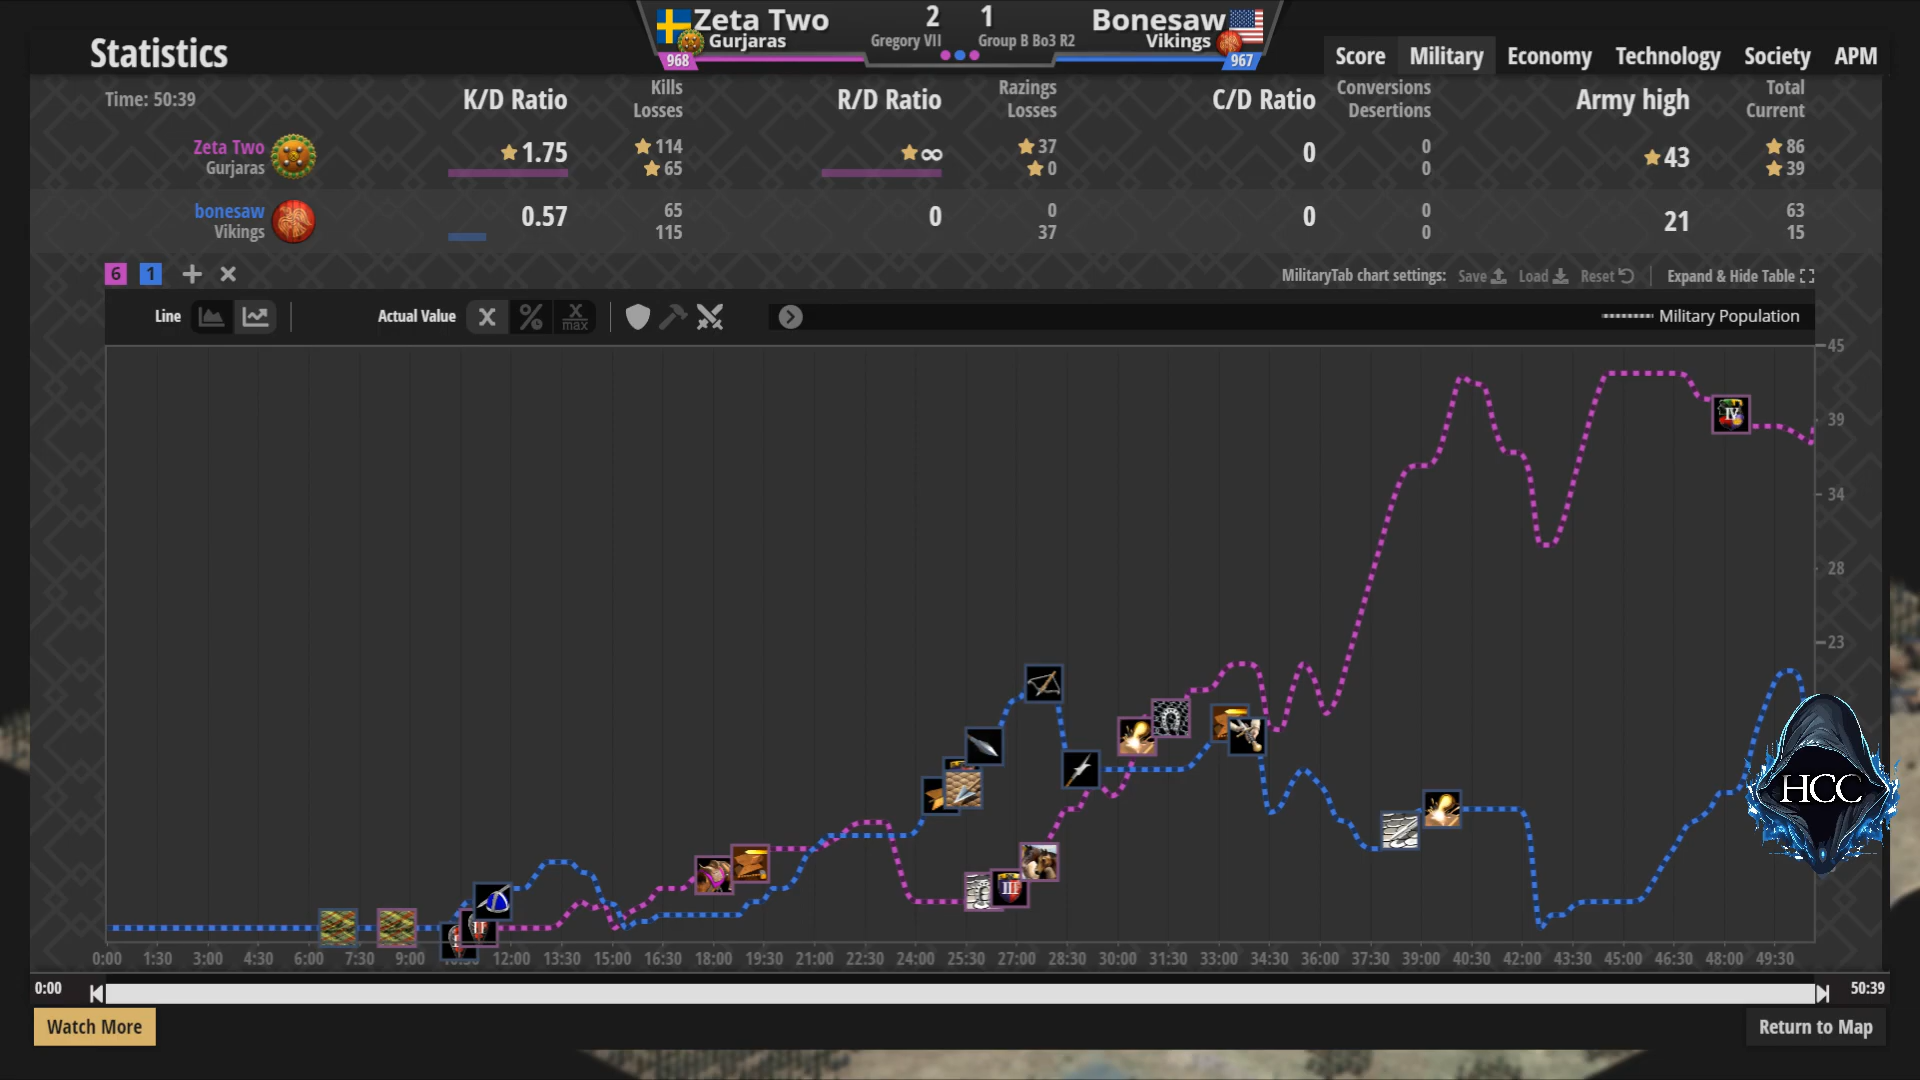 Statistics
Zeta Two
Gurjaras
968
2
1
Gregory VII
Group B Bo3 R2
Bonesaw
Vikings
967
Score
Military
Economy
Technology
Society
APM
Time: 50:39
K/D Ratio
Kills
Losses
R/D Ratio
Razings
Losses
C/D Ratio
Conversions
Desertions
Army high
Total
Current
Zeta Two
Gurjaras
1.75
114
65
∞
37
0
0
0
0
43
86
39
bonesaw
Vikings
0.57
65
115
0
0
37
0
0
0
21
63
15
6
1
MilitaryTab chart settings:
Save
Load
Reset
Expand & Hide Table
Line
Actual Value
X
%
X
max
Military Population
45
39
34
28
23
IV
III
II
HCC
0:00
1:30
3:00
4:30
6:00
7:30
9:00
10:30
12:00
13:30
15:00
16:30
18:00
19:30
21:00
22:30
24:00
25:30
27:00
28:30
30:00
31:30
33:00
34:30
36:00
37:30
39:00
40:30
42:00
43:30
45:00
46:30
48:00
49:30
0:00
50:39
Watch More
Return to Map